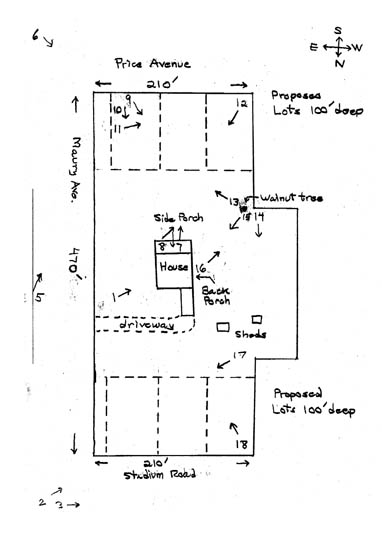 6
S
E W
N
Price Avenue
210'
Proposed
Lots 100' deep
9
10
11
12
Maury Ave.
470'
walnut tree
13
15 14
Side Porch
8 7
House
16
Back
Porch
5
1
driveway
Sheds
17
Proposed
Lots 100' deep
18
210'
Stadium Road
2 3